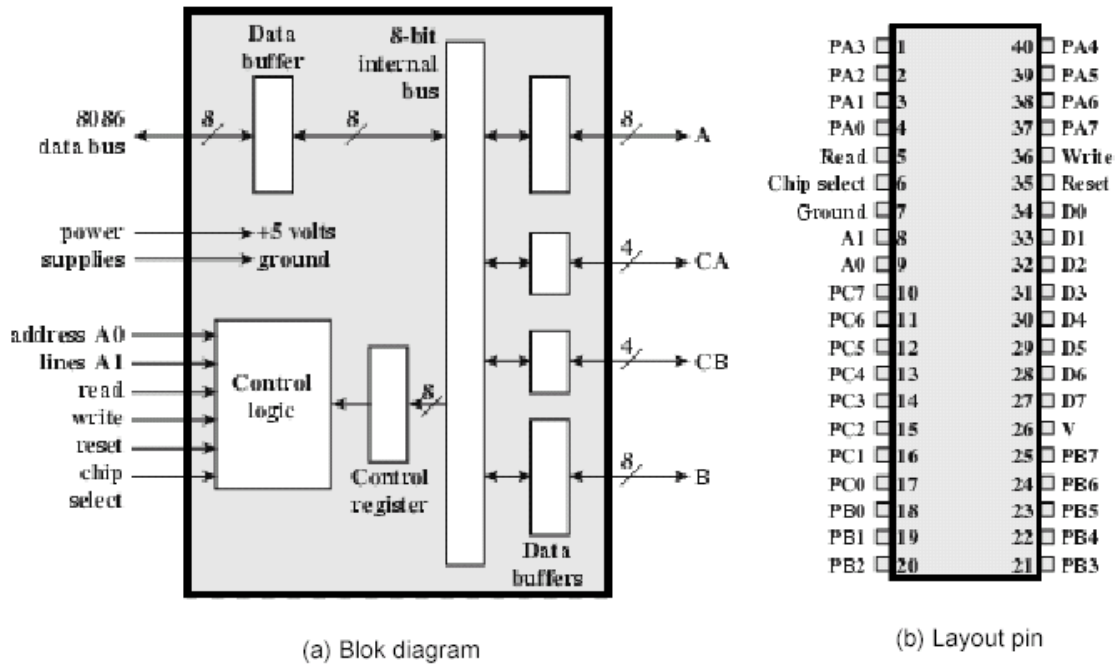 Data
buffer
8-bit
internal
bus
8086
data bus
8
8
8
A
power
supplies
+5 volts
ground
4
CA
address A0
lines A1
read
write
reset
chip
select
Control
logic
8
Control
register
4
CB
8
B
Data
buffers
(a) Blok diagram
PA3 1 40 PA4
PA2 2 39 PA5
PA1 3 38 PA6
PA0 4 37 PA7
Read 5 36 Write
Chip select 6 35 Reset
Ground 7 34 D0
A1 8 33 D1
A0 9 32 D2
PC7 10 31 D3
PC6 11 30 D4
PC5 12 29 D5
PC4 13 28 D6
PC3 14 27 D7
PC2 15 26 V
PC1 16 25 PB7
PC0 17 24 PB6
PB0 18 23 PB5
PB1 19 22 PB4
PB2 20 21 PB3
(b) Layout pin